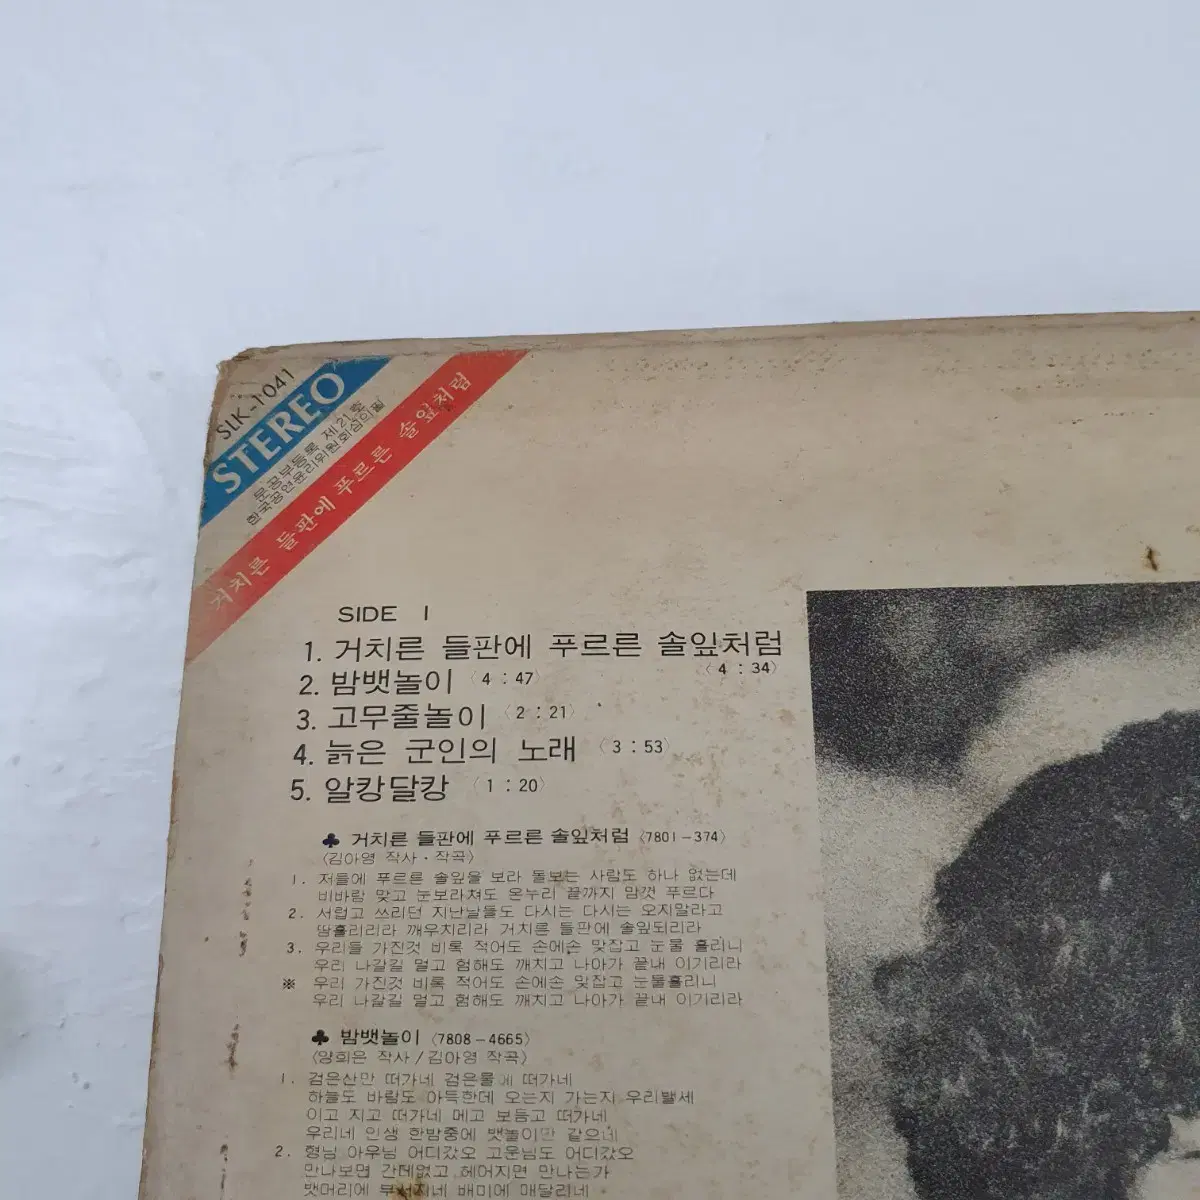 SLK-1041
STEREO
문공부등록 제21호
한국공연윤리위원회심의필
거치른 들판에 푸르른 솔잎처럼
SIDE I
1. 거치른 들판에 푸르른 솔잎처럼
〈4 : 34〉
2. 밤뱃놀이 〈4 : 47〉
3. 고무줄놀이 〈2 : 21〉
4. 늙은 군인의 노래 〈3 : 53〉
5. 알캉달캉 〈1 : 20〉
♣ 거치른 들판에 푸르른 솔잎처럼 〈7801-374〉
〈김아영 작사·작곡〉
1. 저들에 푸르른 솔잎을 보라 돌보는 사람도 하나 없는데
비바람 맞고 눈보라쳐도 온누리 끝까지 맘껏 푸르다
2. 서럽고 쓰리던 지난날들도 다시는 다시는 오지말라고
땀흘리리라 깨우치리라 거치른 들판에 솔잎되리라
3. 우리들 가진것 비록 적어도 손에손 맞잡고 눈물 흘리니
우리 나갈길 멀고 험해도 깨치고 나아가 끝내 이기리라
※ 우리 가진것 비록 적어도 손에손 맞잡고 눈물흘리니
우리 나갈길 멀고 험해도 깨치고 나아가 끝내 이기리라
♣ 밤뱃놀이 〈7808-4665〉
〈양희은 작사/김아영 작곡〉
1. 검은산만 떠가네 검은물에 떠가네
하늘도 바람도 아득한데 오는지 가는지 우리밸세
이고 지고 떠가네 메고 보듬고 떠가네
우리네 인생 한밤중에 뱃놀이만 같으네
2. 형님 아우님 어디갔오 고운님도 어디갔오
만나보면 간데없고 헤어지면 만나는가
뱃머리에 부서지네 배미에 매달리네